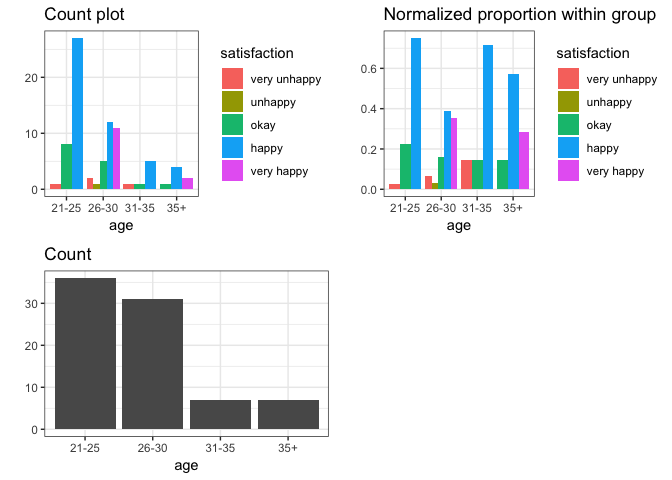 Count plot
20
10
0
21-25 26-30 31-35 35+
age
satisfaction
very unhappy
unhappy
okay
happy
very happy
Normalized proportion within group
0.6
0.4
0.2
0.0
21-25 26-30 31-35 35+
age
satisfaction
very unhappy
unhappy
okay
happy
very happy
Count
30
20
10
0
21-25 26-30 31-35 35+
age